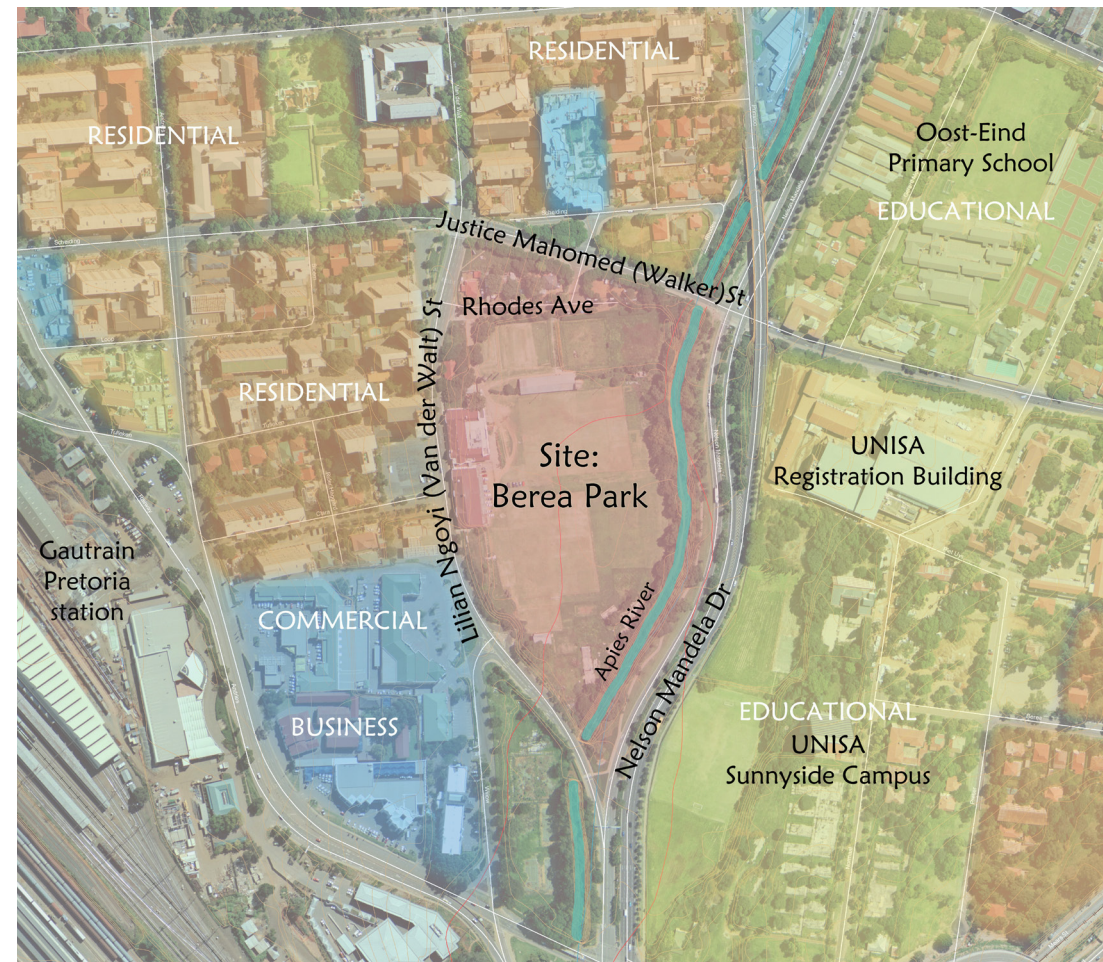 RESIDENTIAL
RESIDENTIAL
Oost-Eind
Primary School
EDUCATIONAL
Scheiding
Scheiding
Justice Mahomed (Walker)St
Rhodes Ave
Lilian Ngoyi (Van der Walt) St
RESIDENTIAL
Site:
Berea Park
UNISA
Registration Building
Gautrain
Pretoria
station
COMMERCIAL
Apies River
Nelson Mandela Dr
BUSINESS
EDUCATIONAL
UNISA
Sunnyside Campus